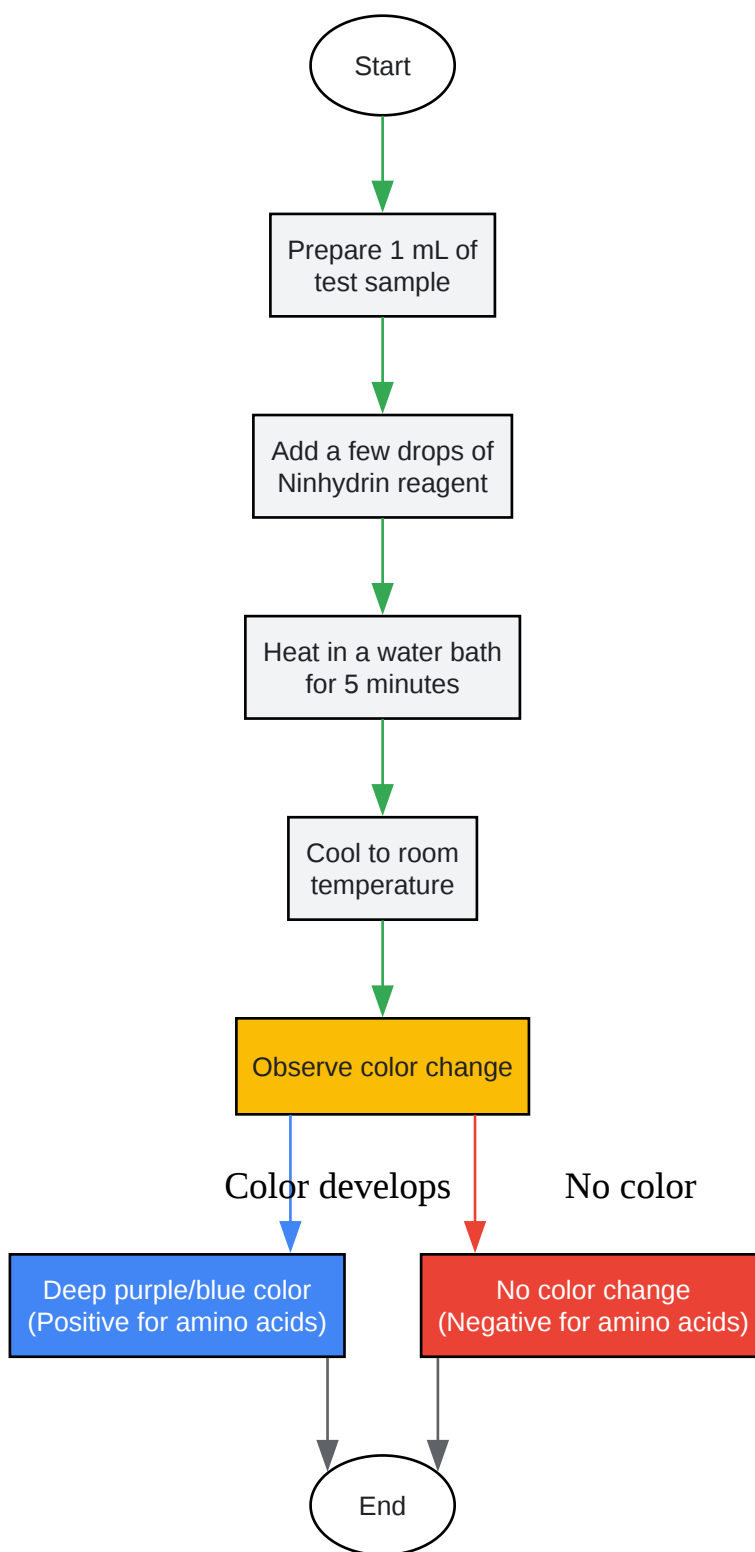 Start
Prepare 1 mL of
test sample
Add a few drops of
Ninhydrin reagent
Heat in a water bath
for 5 minutes
Cool to room
temperature
Observe color change
Color develops
No color
Deep purple/blue color
(Positive for amino acids)
No color change
(Negative for amino acids)
End